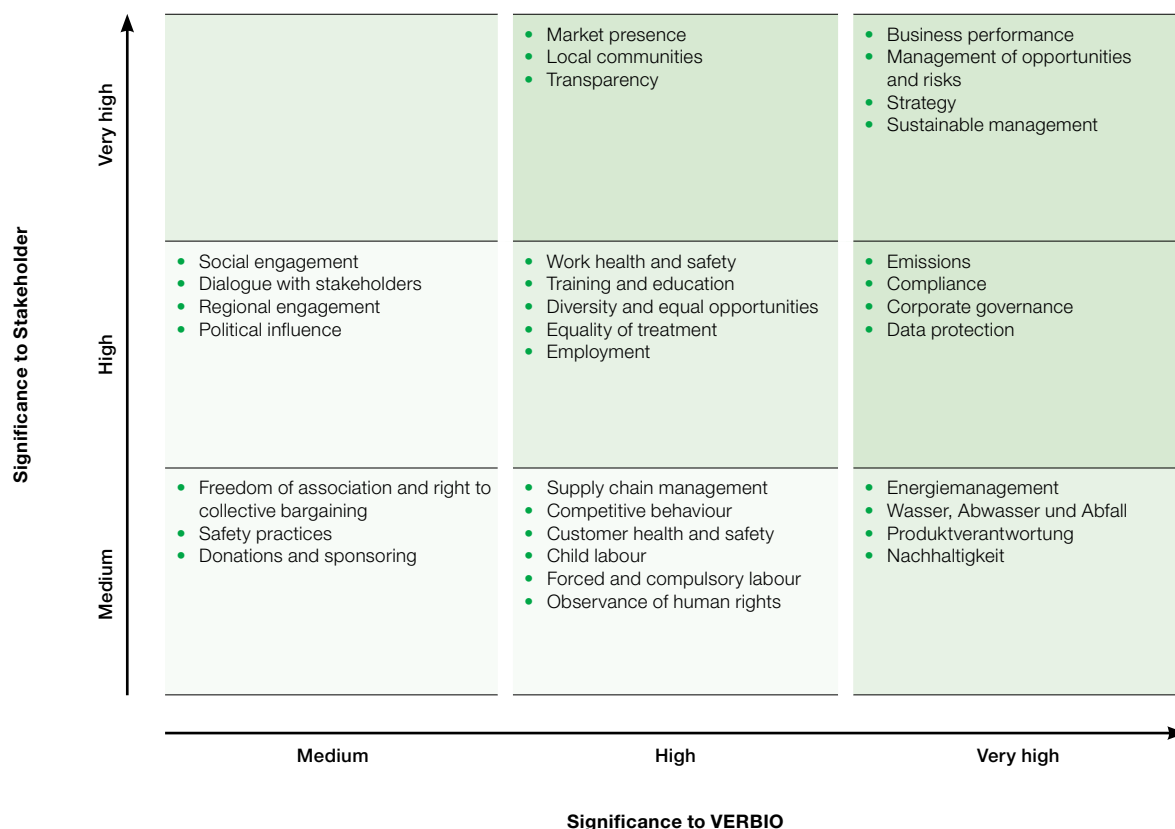 Significance to Stakeholder
Very high
Market presence
Local communities
Transparency
Business performance
Management of opportunities
and risks
Strategy
Sustainable management
High
Social engagement
Dialogue with stakeholders
Regional engagement
Political influence
Work health and safety
Training and education
Diversity and equal opportunities
Equality of treatment
Employment
Emissions
Compliance
Corporate governance
Data protection
Medium
Freedom of association and right to
collective bargaining
Safety practices
Donations and sponsoring
Supply chain management
Competitive behaviour
Customer health and safety
Child labour
Forced and compulsory labour
Observance of human rights
Energiemanagement
Wasser, Abwasser und Abfall
Produktverantwortung
Nachhaltigkeit
Medium
High
Very high
Significance to VERBIO